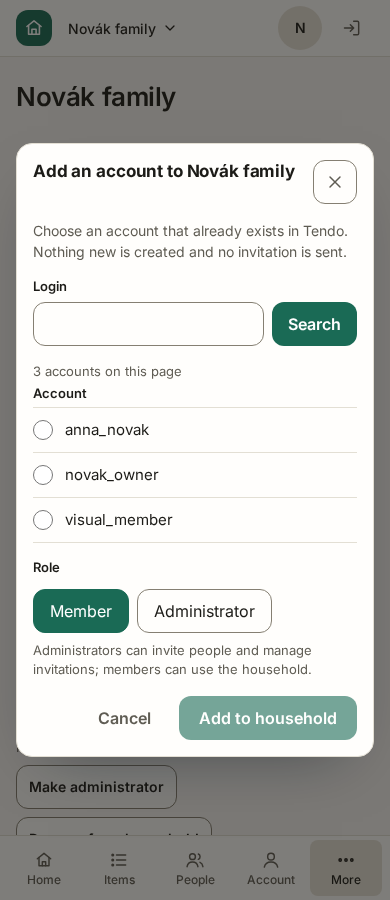 Novák family
N
Novák family
Add an account to Novák family
Choose an account that already exists in Tendo.
Nothing new is created and no invitation is sent.
Login
Search
3 accounts on this page
Account
anna_novak
novak_owner
visual_member
Role
Member
Administrator
Administrators can invite people and manage
invitations; members can use the household.
Cancel
Add to household
Make administrator
Home
Items
People
Account
More